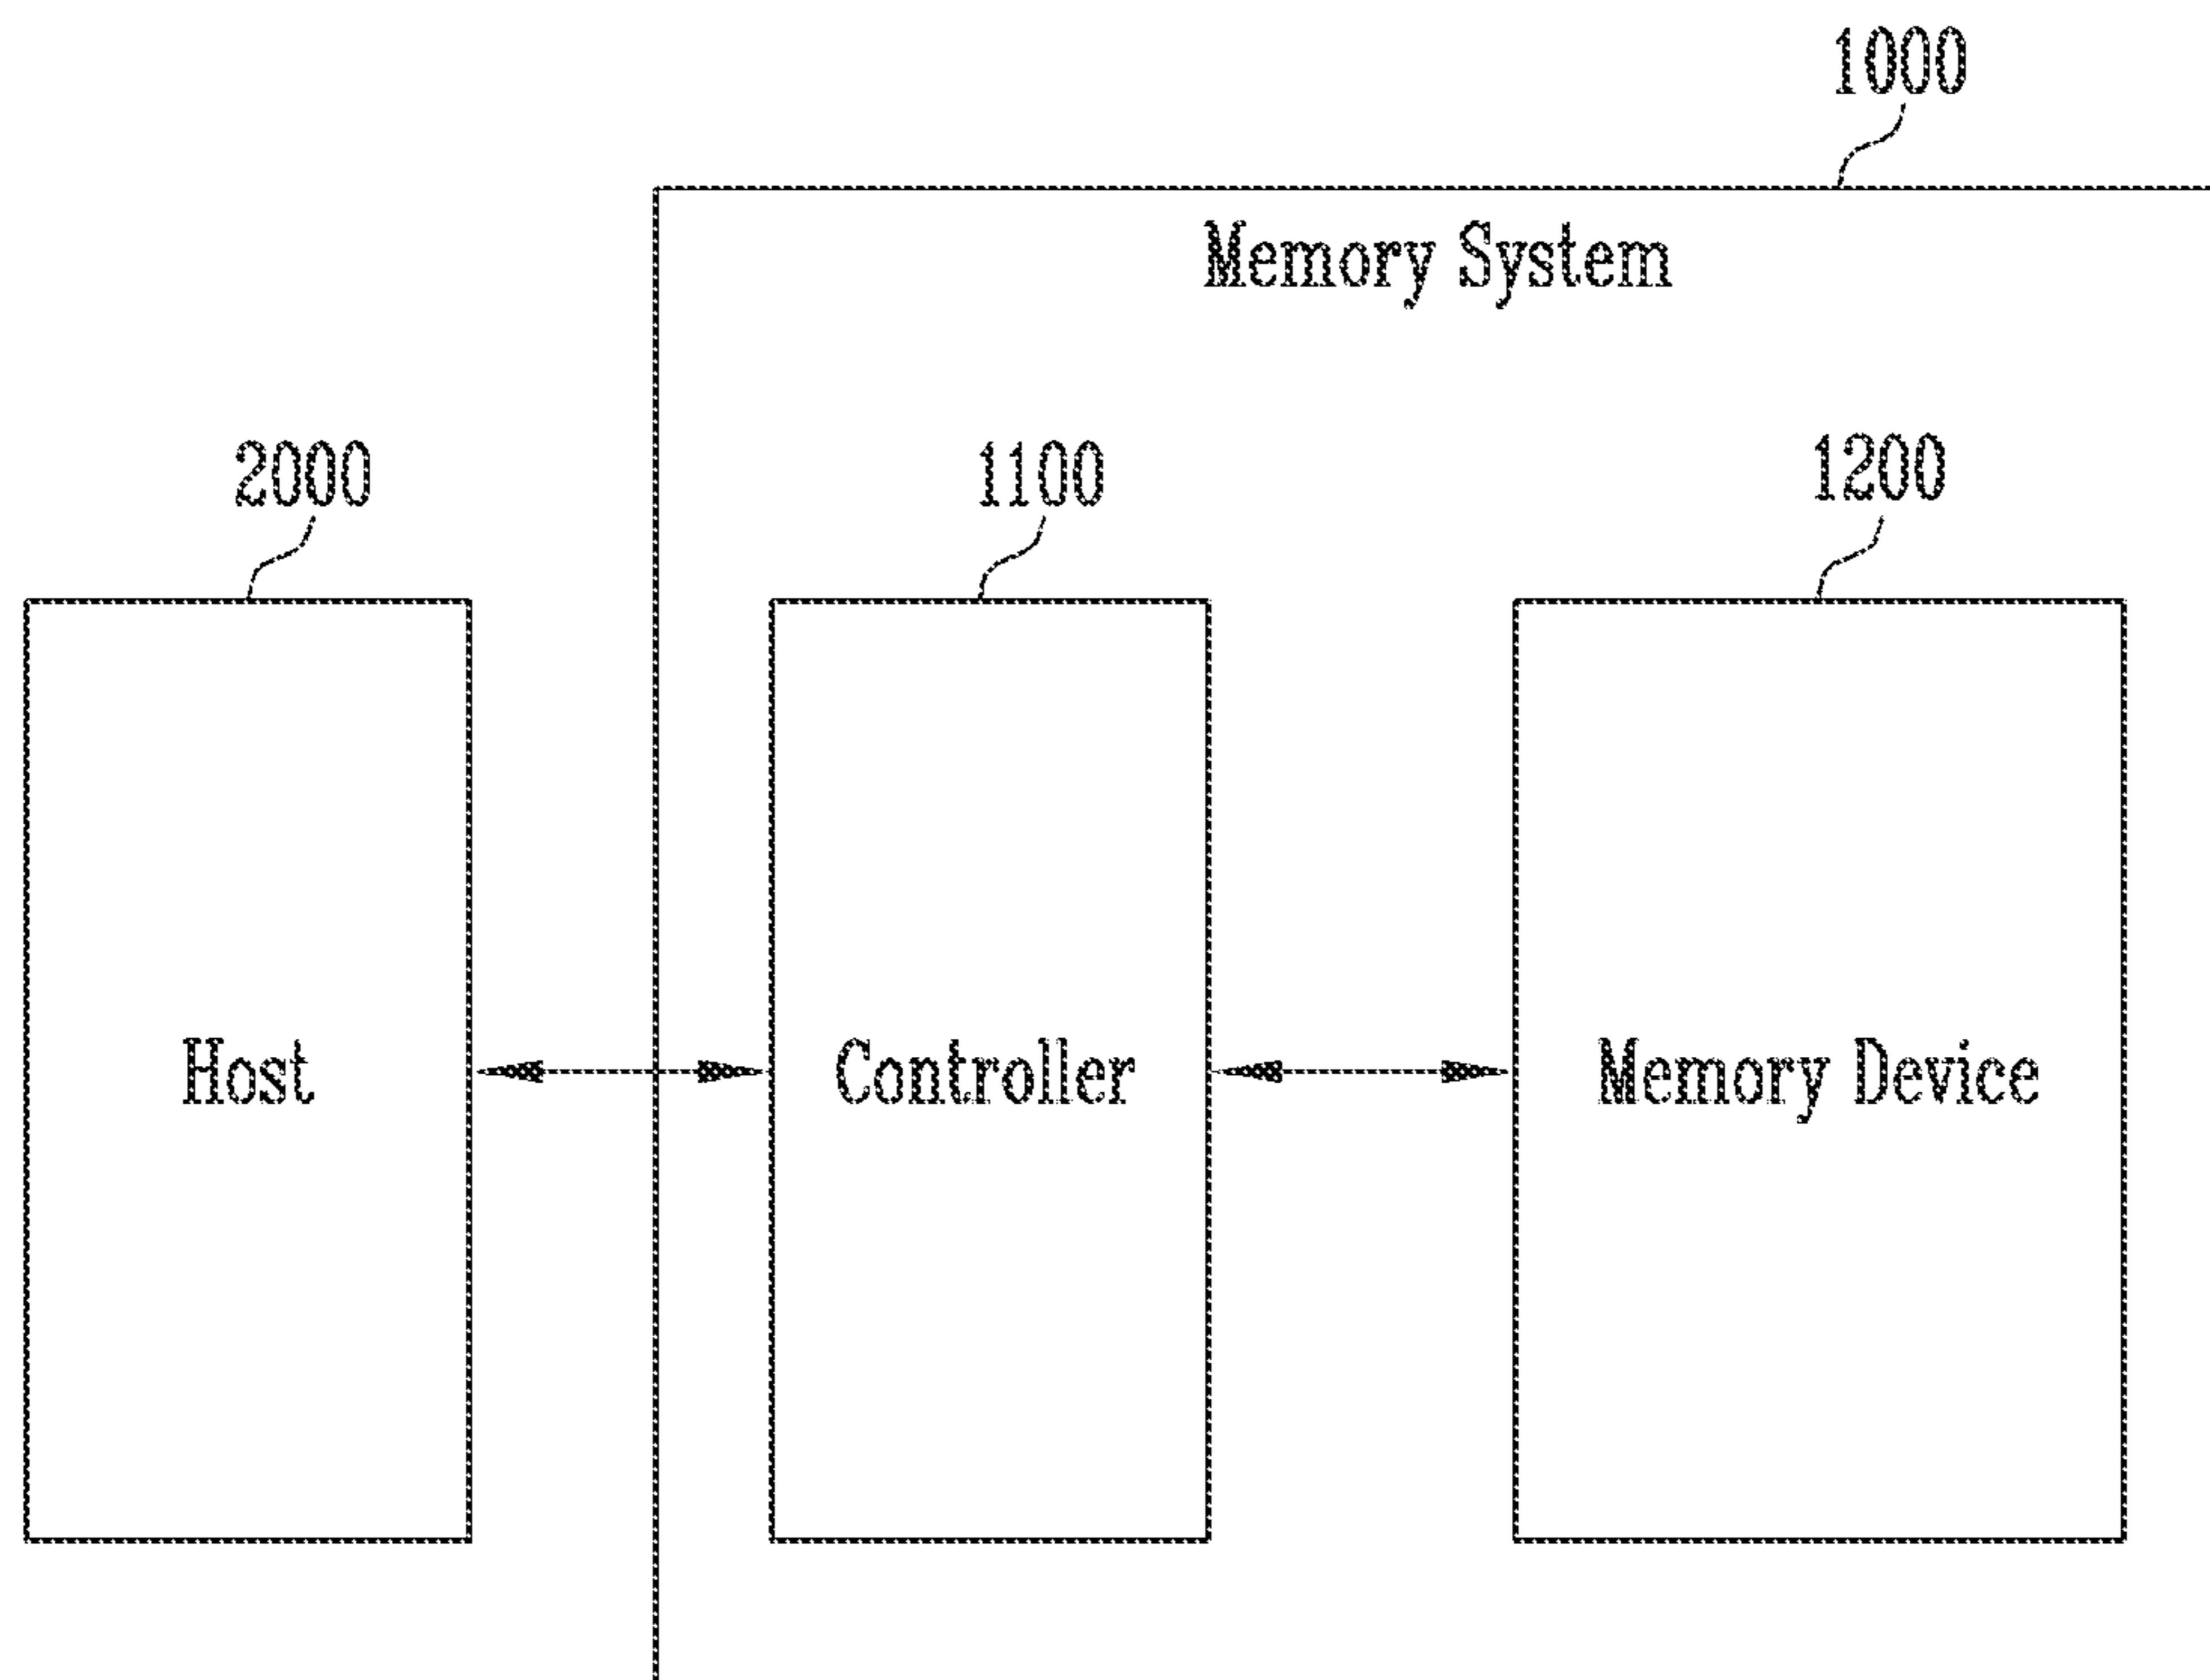 1000
Memory System
2000
1100
1200
Host
Controller
Memory Device